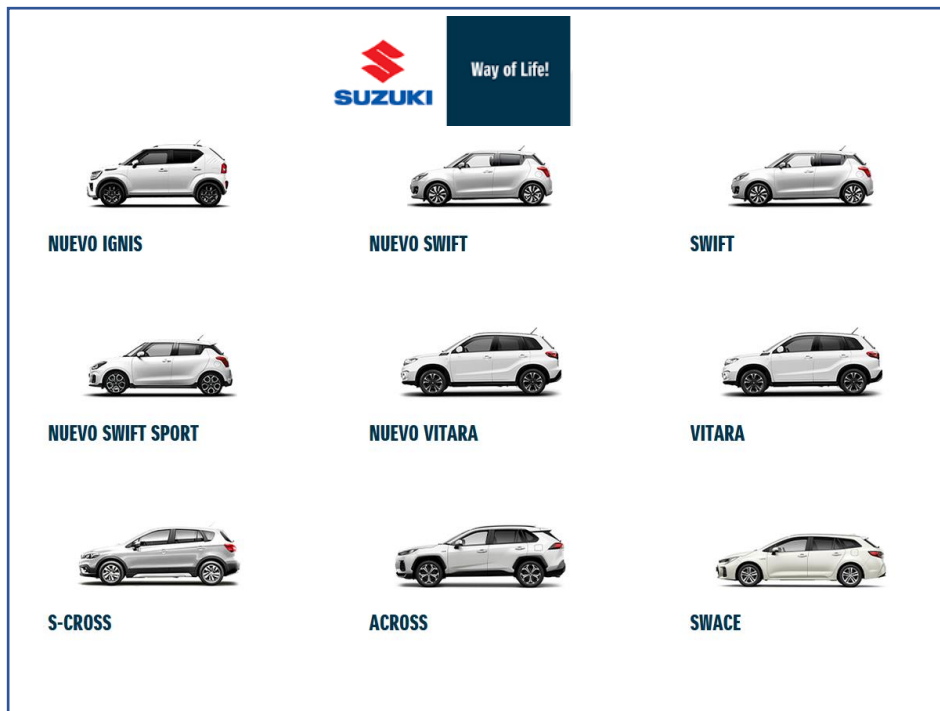 SUZUKI
Way of Life!
NUEVO IGNIS
NUEVO SWIFT
SWIFT
NUEVO SWIFT SPORT
NUEVO VITARA
VITARA
S-CROSS
ACROSS
SWACE